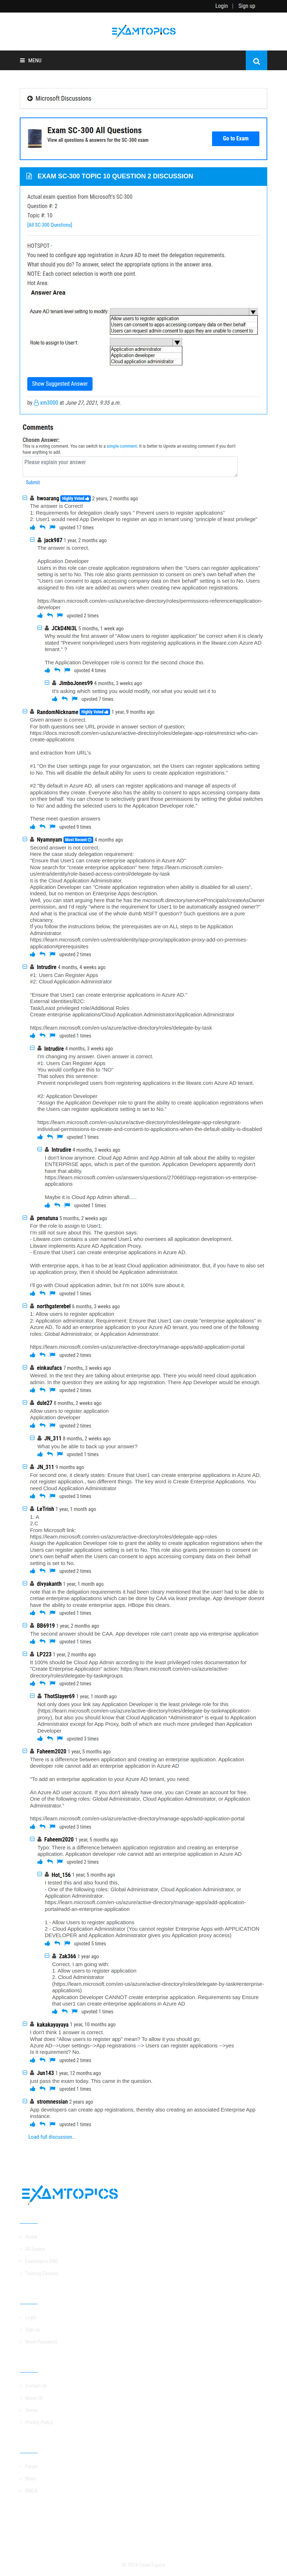 Login | Sign up
EXAMTOPICS
MENU
Microsoft Discussions
Exam SC-300 All Questions
View all questions & answers for the SC-300 exam
Go to Exam
EXAM SC-300 TOPIC 10 QUESTION 2 DISCUSSION
Actual exam question from Microsoft's SC-300
Question #: 2
Topic #: 10
[All SC-300 Questions]
HOTSPOT -
You need to configure app registration in Azure AD to meet the delegation requirements.
What should you do? To answer, select the appropriate options in the answer area.
NOTE: Each correct selection is worth one point.
Hot Area:
Answer Area
Azure AD tenant level setting to modify:
Allow users to register application
Users can consent to apps accessing company data on their behalf
Users can request admin consent to apps they are unable to consent to
Role to assign to User1:
Application administrator
Application developer
Cloud application administrator
Show Suggested Answer
by xm3000 at June 27, 2021, 9:35 a.m.
Comments
Chosen Answer:
This is a voting comment. You can switch to a simple comment. It is better to Upvote an existing comment if you don't
have anything to add.
Please explain your answer
Submit
hwoarang Highly Voted 2 years, 2 months ago
The answer is Correct!
1: Requirements for delegation clearly says " Prevent users to register applications"
2: User1 would need App Developer to register an app in tenant using "principle of least privilege"
upvoted 17 times
jack987 1 year, 2 months ago
The answer is correct.
Application Developer
Users in this role can create application registrations when the "Users can register applications"
setting is set to No. This role also grants permission to consent on one's own behalf when the
"Users can consent to apps accessing company data on their behalf" setting is set to No. Users
assigned to this role are added as owners when creating new application registrations.
https://learn.microsoft.com/en-us/azure/active-directory/roles/permissions-reference#application-
developer
upvoted 2 times
JCkD4Ni3L 5 months, 1 week ago
Why would the first answer of "Allow users to register application" be correct when it is clearly
stated "Prevent nonprivileged users from registering applications in the litware.com Azure AD
tenant." ?
The Application Developper role is correct for the second choice tho.
upvoted 4 times
JimboJones99 4 months, 3 weeks ago
It's asking which setting you would modify, not what you would set it to
upvoted 7 times
RandomNickname Highly Voted 1 year, 9 months ago
Given answer is correct.
For both questions see URL provide in answer section of question;
https://docs.microsoft.com/en-us/azure/active-directory/roles/delegate-app-roles#restrict-who-can-
create-applications
and extraction from URL's
#1 "On the User settings page for your organization, set the Users can register applications setting
to No. This will disable the default ability for users to create application registrations."
#2 "By default in Azure AD, all users can register applications and manage all aspects of
applications they create. Everyone also has the ability to consent to apps accessing company data
on their behalf. You can choose to selectively grant those permissions by setting the global switches
to 'No' and adding the selected users to the Application Developer role."
These meet question answers
upvoted 9 times
Nyamnyam Most Recent 4 months ago
Second answer is not correct.
Here the case study delegation requirement:
"Ensure that User1 can create enterprise applications in Azure AD"
Now search for "create enterprise application" here: https://learn.microsoft.com/en-
us/entra/identity/role-based-access-control/delegate-by-task
It is the Cloud Application Administrator.
Application Developer can "Create application registration when ability is disabled for all users",
indeed, but no mentioning of Enterprise apps.
Well, you can start arguing here that he has the microsoft.directory/servicePrincipals/createAsOwner
permission, and I'd reply "where is the requirement for User1 to be automatically made the owner?"
And what is the practical use of the whole dumb MSFT question? Such questions are a pure
chicanery.
If you follow the instructions below, the prerequisites are on ALL steps to be Application
Administrator.
https://learn.microsoft.com/en-us/entra/identity/app-proxy/application-proxy-add-on-premises-
application#prerequisites
upvoted 2 times
Intrudire 4 months, 4 weeks ago
#1: Users Can Register Apps
#2: Cloud Application Administrator
"Ensure that User1 can create enterprise applications in Azure AD."
External Identities/B2C
Task/Least privileged role/Additional Roles
Create enterprise applications/Cloud Application Administrator/Application Administrator
https://learn.microsoft.com/en-us/azure/active-directory/roles/delegate-by-task
upvoted 1 times
Intrudire 4 months, 3 weeks ago
I'm changing my answer. Given answer is correct.
#1; Users Can Register Apps
You would configure this to "NO"
That solves this sentence:
Prevent nonprivileged users from registering applications in the litware.com Azure AD tenant.
#2. Application Developer
"Assign the Application Developer role to grant the ability to create application registrations when
the Users can register applications setting is set to No."
https://learn.microsoft.com/en-us/azure/active-directory/roles/delegate-app-roles#grant-
individual-permissions-to-create-and-consent-to-applications-when-the-default-ability-is-disabled
upvoted 1 times
Intrudire 4 months, 3 weeks ago
I don't know anymore. Cloud App Admin and App Admin all talk about the ability to register
ENTERPRISE apps, which is part of the question. Application Developers apparently don't
have that ability.
https://learn.microsoft.com/en-us/answers/questions/270680/app-registration-vs-enterprise-
applications
Maybe it is Cloud App Admin afterall.....
upvoted 1 times
penatuna 5 months, 2 weeks ago
For the role to assign to User1:
I'm still not sure about this. The question says:
- Litware.com contains a user named User1 who oversees all application development.
Litware implements Azure AD Application Proxy.
- Ensure that User1 can create enterprise applications in Azure AD.
With enterprise apps, it has to be at least Cloud application administrator. But, if you have also to set
up application proxy, then it should be Application administrator.
I'll go with Cloud application admin, but I'm not 100% sure about it.
upvoted 1 times
northgaterebel 6 months, 3 weeks ago
1: Allow users o register application
2: Application administrator. Requirement: Ensure that User1 can create "enterprise applications" in
Azure AD. To add an enterprise application to your Azure AD tenant, you need: One of the following
roles: Global Administrator, or Application Administrator.
https://learn.microsoft.com/en-us/azure/active-directory/manage-apps/add-application-portal
upvoted 2 times
einkaufacs 7 months, 3 weeks ago
Weirrd. In the text they are talking about enterprise app. There you would need cloud application
admin. In the question they are asking for app registration. There App Developer would be enough.
upvoted 2 times
dule27 8 months, 2 weeks ago
Allow users to register application
Application developer
upvoted 2 times
JN_311 8 months, 2 weeks ago
What you be able to back up your answer?
upvoted 1 times
JN_311 9 months ago
For second one, it clearly states: Ensure that User1 can create enterprise applications in Azure AD,
not register application, , two different things. The key word is Create Enterprise Applications. You
need Cloud Application Administrator
upvoted 3 times
LeTrinh 1 year, 1 month ago
1. A
2.C
From Microsoft link:
https://learn.microsoft.com/en-us/azure/active-directory/roles/delegate-app-roles
Assign the Application Developer role to grant the ability to create application registrations when the
Users can register applications setting is set to No. This role also grants permission to consent on
one's own behalf when the Users can consent to apps accessing company data on their behalf
setting is set to No.
upvoted 2 times
divyakanth 1 year, 1 month ago
note that in the deligation requirements it had been cleary mentioned that the user1 had to be able to
cretae enterprise applications which can be done by CAA via least previlage. App developer does not
have the ability to create enterprise apps. HBope this clears.
upvoted 1 times
BB6919 1 year, 2 months ago
The second answer should be CAA. App developer role can't create app via enterprise application
upvoted 1 times
LP223 1 year, 2 months ago
It 100% should be Cloud App Admin according to the least privileged roles documentation for
"Create Enterprise Application" action: https://learn.microsoft.com/en-us/azure/active-
directory/roles/delegate-by-task#groups
upvoted 2 times
ThotSlayer69 1 year, 1 month ago
Not only does your link say Application Developer is the least privilege role for this
(https://learn.microsoft.com/en-us/azure/active-directory/roles/delegate-by-task#application-
proxy), but also you should know that Cloud Application *Administrator* is equal to Application
Administrator except for App Proxy, both of which are much more privileged than Application
Developer
upvoted 3 times
Faheem2020 1 year, 5 months ago
There is a difference between application and creating an enterprise application. Application
developer role cannot add an enterprise application to Azure AD
"To add an enterprise application to your Azure AD tenant, you need:
An Azure AD user account. If you don't already have one, you can Create an account for free.
One of the following roles: Global Administrator, Cloud Application Administrator, or Application
Administrator."
https://learn.microsoft.com/en-us/azure/active-directory/manage-apps/add-application-portal
upvoted 3 times
Faheem2020 1 year, 5 months ago
Typo: There is a difference between application registration and creating an enterprise
application. Application developer role cannot add an enterprise application in Azure AD
upvoted 2 times
Hot_156 1 year, 5 months ago
I tested this and also found this,
- One of the following roles: Global Administrator, Cloud Application Administrator, or
Application Administrator.
https://learn.microsoft.com/en-us/azure/active-directory/manage-apps/add-application-
portal#add-an-enterprise-application
1 - Allow Users to register applications
2 - Cloud Application Administrator (You cannot register Enterprise Apps with APPLICATION
DEVELOPER and Application Administrator gives you Application proxy access)
upvoted 5 times
Zak366 1 year ago
Correct. I am going with:
1. Allow users to register application
2. Cloud Administrator
(https://learn.microsoft.com/en-us/azure/active-directory/roles/delegate-by-task#enterprise-
applications)
Application Developer CANNOT create enterprise application. Requirements say Ensure
that user1 can create enterprise applications in Azure AD
upvoted 1 times
kakakayayaya 1 year, 10 months ago
I don't think 1 answer is correct.
What does "Allow users to register app" mean? To allow it you should go:
Azure AD-->User settings-->App registrations --> Users can register applications -->yes
Is it requirement? No.
upvoted 2 times
Jun143 1 year, 12 months ago
just pass the exam today. This came in the question.
upvoted 1 times
stromnessian 2 years ago
App developers can create app registrations, thereby also creating an associated Enterprise App
instance.
upvoted 1 times
Load full discussion...
EXAMTOPICS